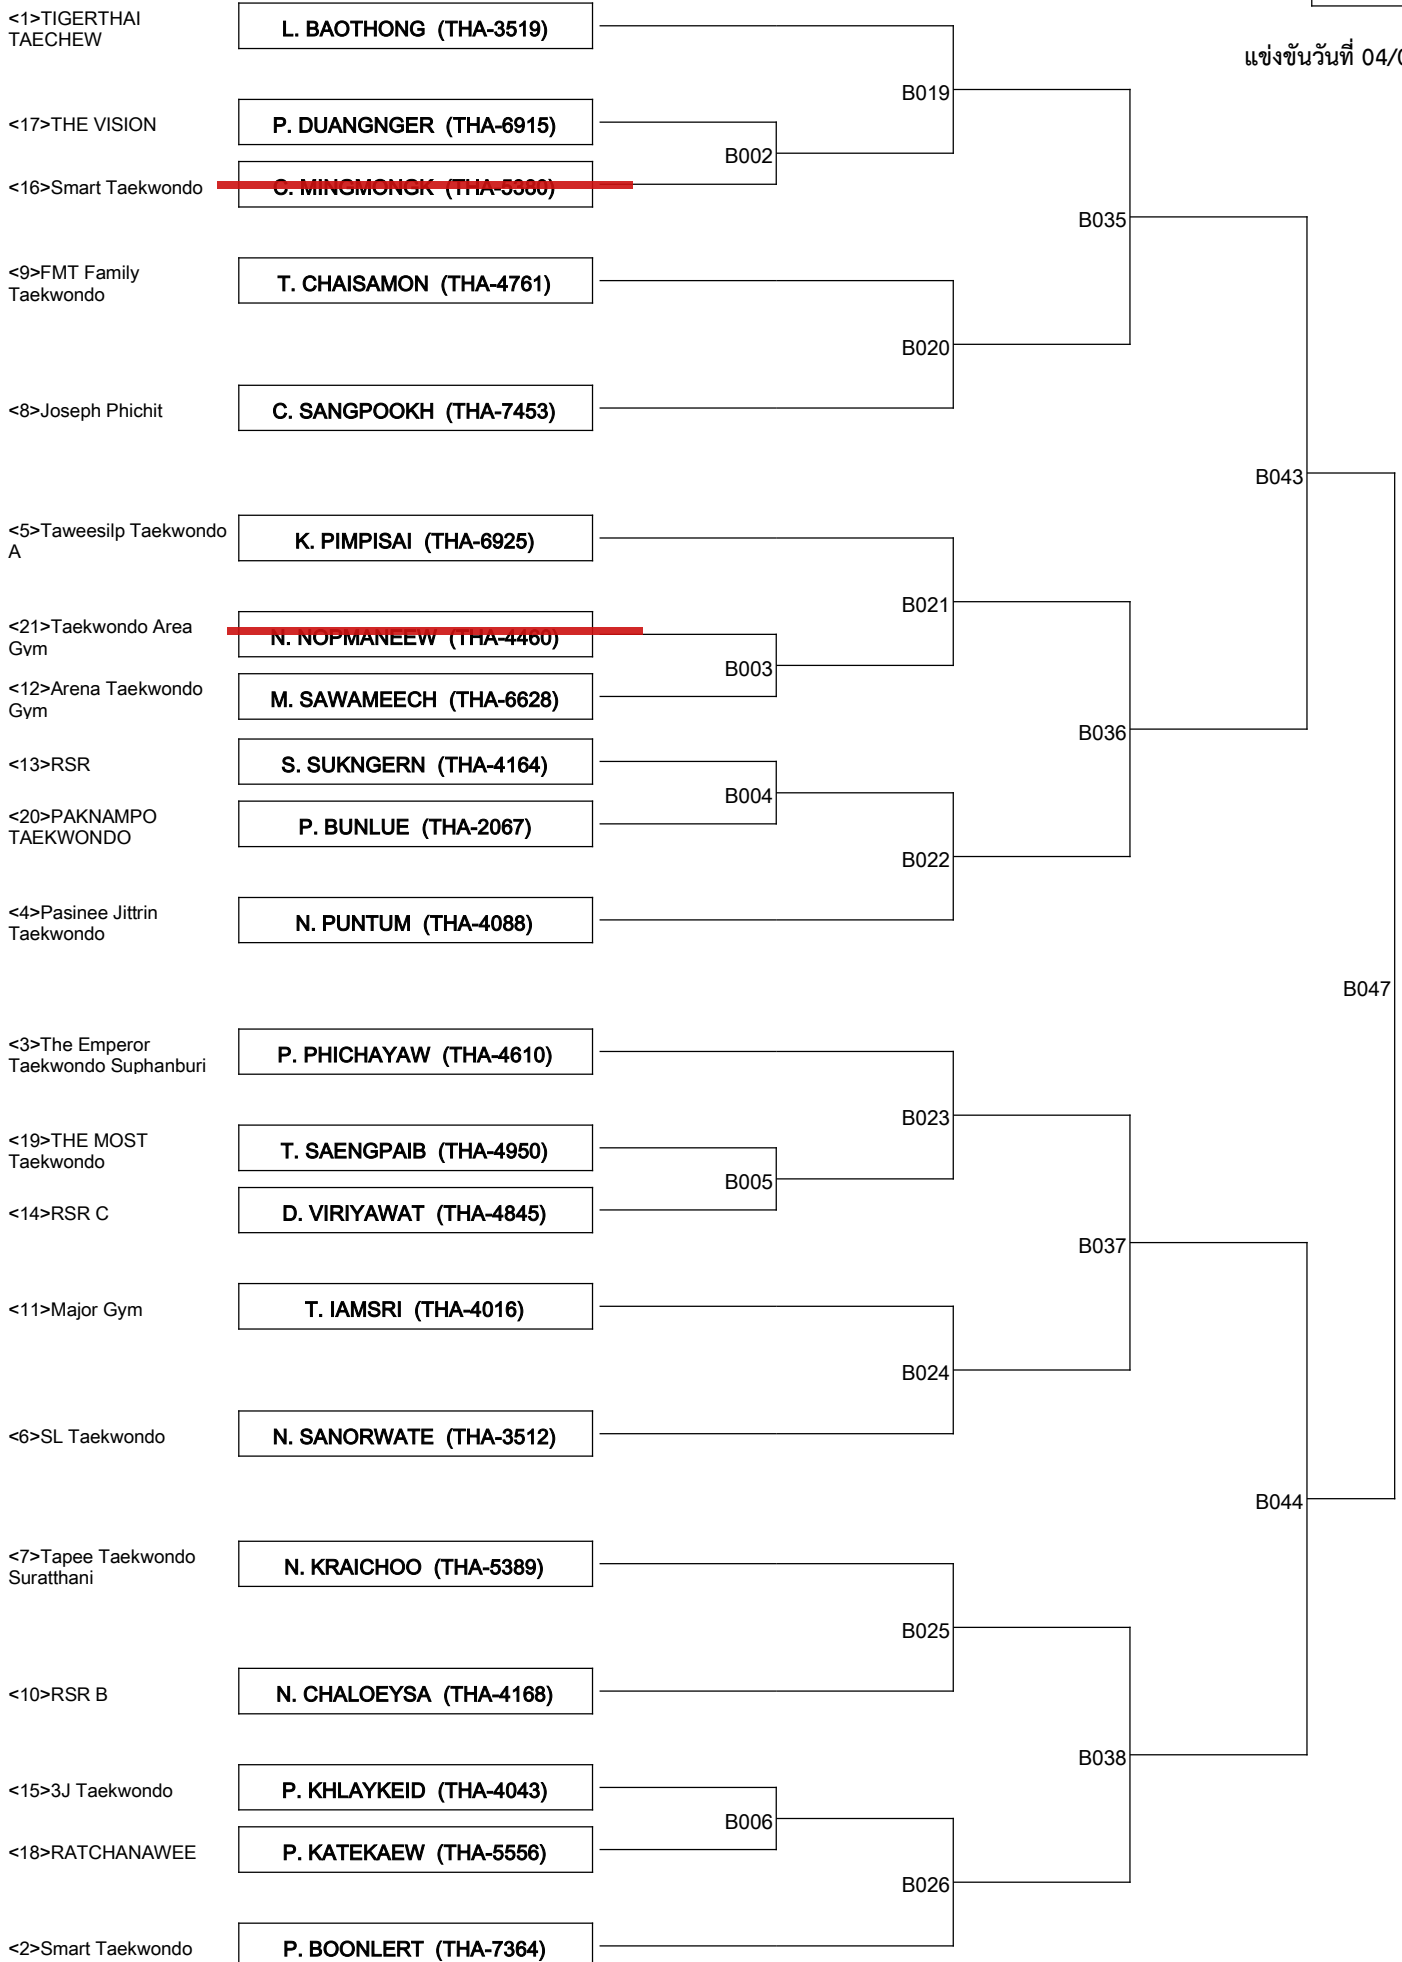 <1>TIGERTHAI
TAECHEW
L. BAOTHONG (THA-3519)
แข่งขันวันที่ 04/0
B019
<17>THE VISION
P. DUANGNGER (THA-6915)
B002
<16>Smart Taekwondo
C. MINGMONGK (THA-5380)
B035
<9>FMT Family
Taekwondo
T. CHAISAMON (THA-4761)
B020
<8>Joseph Phichit
C. SANGPOOKH (THA-7453)
B043
<5>Taweesilp Taekwondo
A
K. PIMPISAI (THA-6925)
B021
<21>Taekwondo Area
Gym
N. NOPMANEEW (THA-4460)
B003
<12>Arena Taekwondo
Gym
M. SAWAMEECH (THA-6628)
B036
<13>RSR
S. SUKNGERN (THA-4164)
B004
<20>PAKNAMPO
TAEKWONDO
P. BUNLUE (THA-2067)
B022
<4>Pasinee Jittrin
Taekwondo
N. PUNTUM (THA-4088)
B047
<3>The Emperor
Taekwondo Suphanburi
P. PHICHAYAW (THA-4610)
B023
<19>THE MOST
Taekwondo
T. SAENGPAIB (THA-4950)
B005
<14>RSR C
D. VIRIYAWAT (THA-4845)
B037
<11>Major Gym
T. IAMSRI (THA-4016)
B024
<6>SL Taekwondo
N. SANORWATE (THA-3512)
B044
<7>Tapee Taekwondo
Suratthani
N. KRAICHOO (THA-5389)
B025
<10>RSR B
N. CHALOEYSA (THA-4168)
B038
<15>3J Taekwondo
P. KHLAYKEID (THA-4043)
B006
<18>RATCHANAWEE
P. KATEKAEW (THA-5556)
B026
<2>Smart Taekwondo
P. BOONLERT (THA-7364)